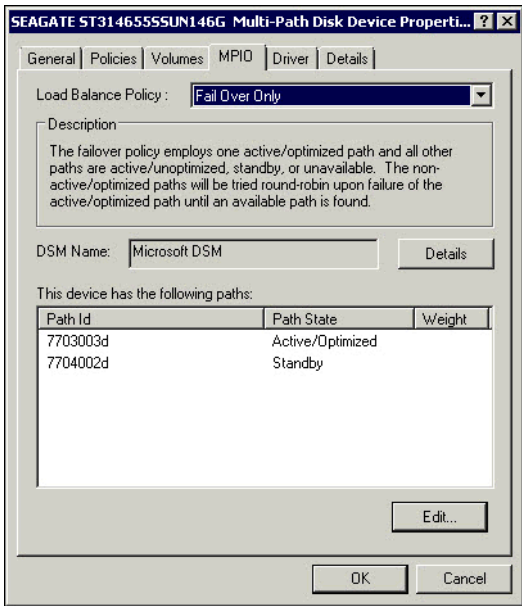 SEAGATE ST314655SSUN146G Multi-Path Disk Device Properti...
General Policies Volumes MPIO Driver Details
Load Balance Policy : Fail Over Only
Description
The failover policy employs one active/optimized path and all other
paths are active/unoptimized, standby, or unavailable. The non-
active/optimized paths will be tried round-robin upon failure of the
active/optimized path until an available path is found.
DSM Name: Microsoft DSM Details
This device has the following paths:
Path Id Path State Weight
7703003d Active/Optimized
7704002d Standby
Edit...
OK Cancel